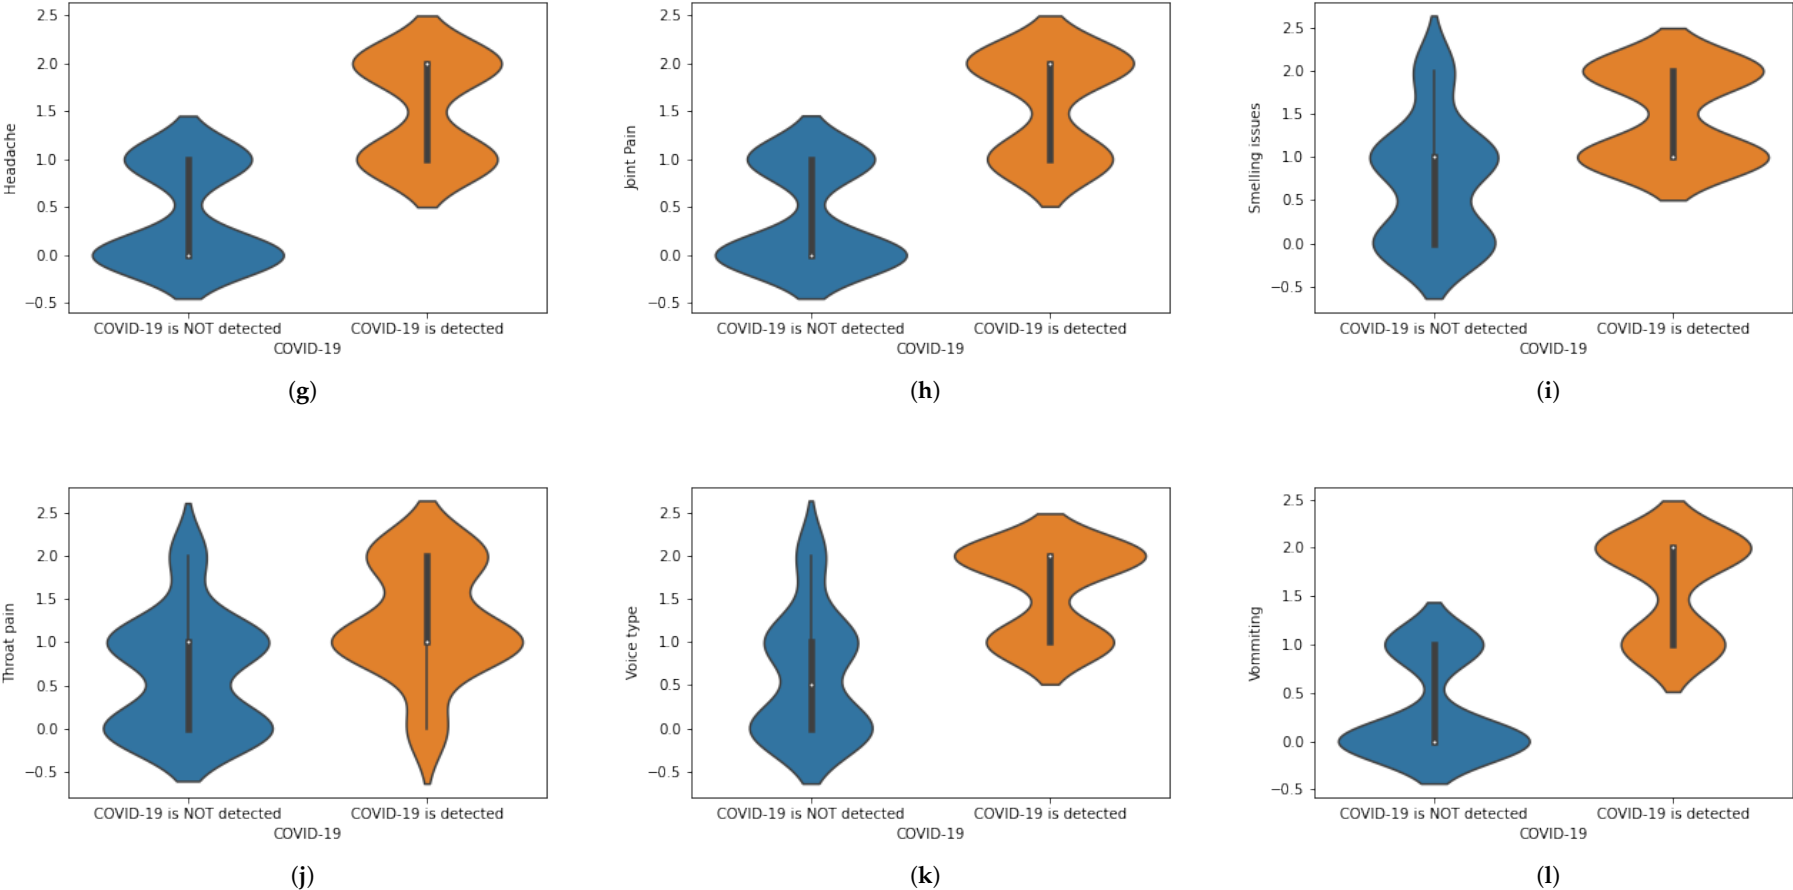 2.5
2.0
1.5
1.0
0.5
0.0
−0.5
Headache
COVID-19 is NOT detected
COVID-19 is detected
COVID-19
(g)
2.5
2.0
1.5
1.0
0.5
0.0
−0.5
Joint Pain
COVID-19 is NOT detected
COVID-19 is detected
COVID-19
(h)
2.5
2.0
1.5
1.0
0.5
0.0
−0.5
Smelling issues
COVID-19 is NOT detected
COVID-19 is detected
COVID-19
(i)
2.5
2.0
1.5
1.0
0.5
0.0
−0.5
Throat pain
COVID-19 is NOT detected
COVID-19 is detected
COVID-19
(j)
2.5
2.0
1.5
1.0
0.5
0.0
−0.5
Voice type
COVID-19 is NOT detected
COVID-19 is detected
COVID-19
(k)
2.5
2.0
1.5
1.0
0.5
0.0
−0.5
Vommiting
COVID-19 is NOT detected
COVID-19 is detected
COVID-19
(l)